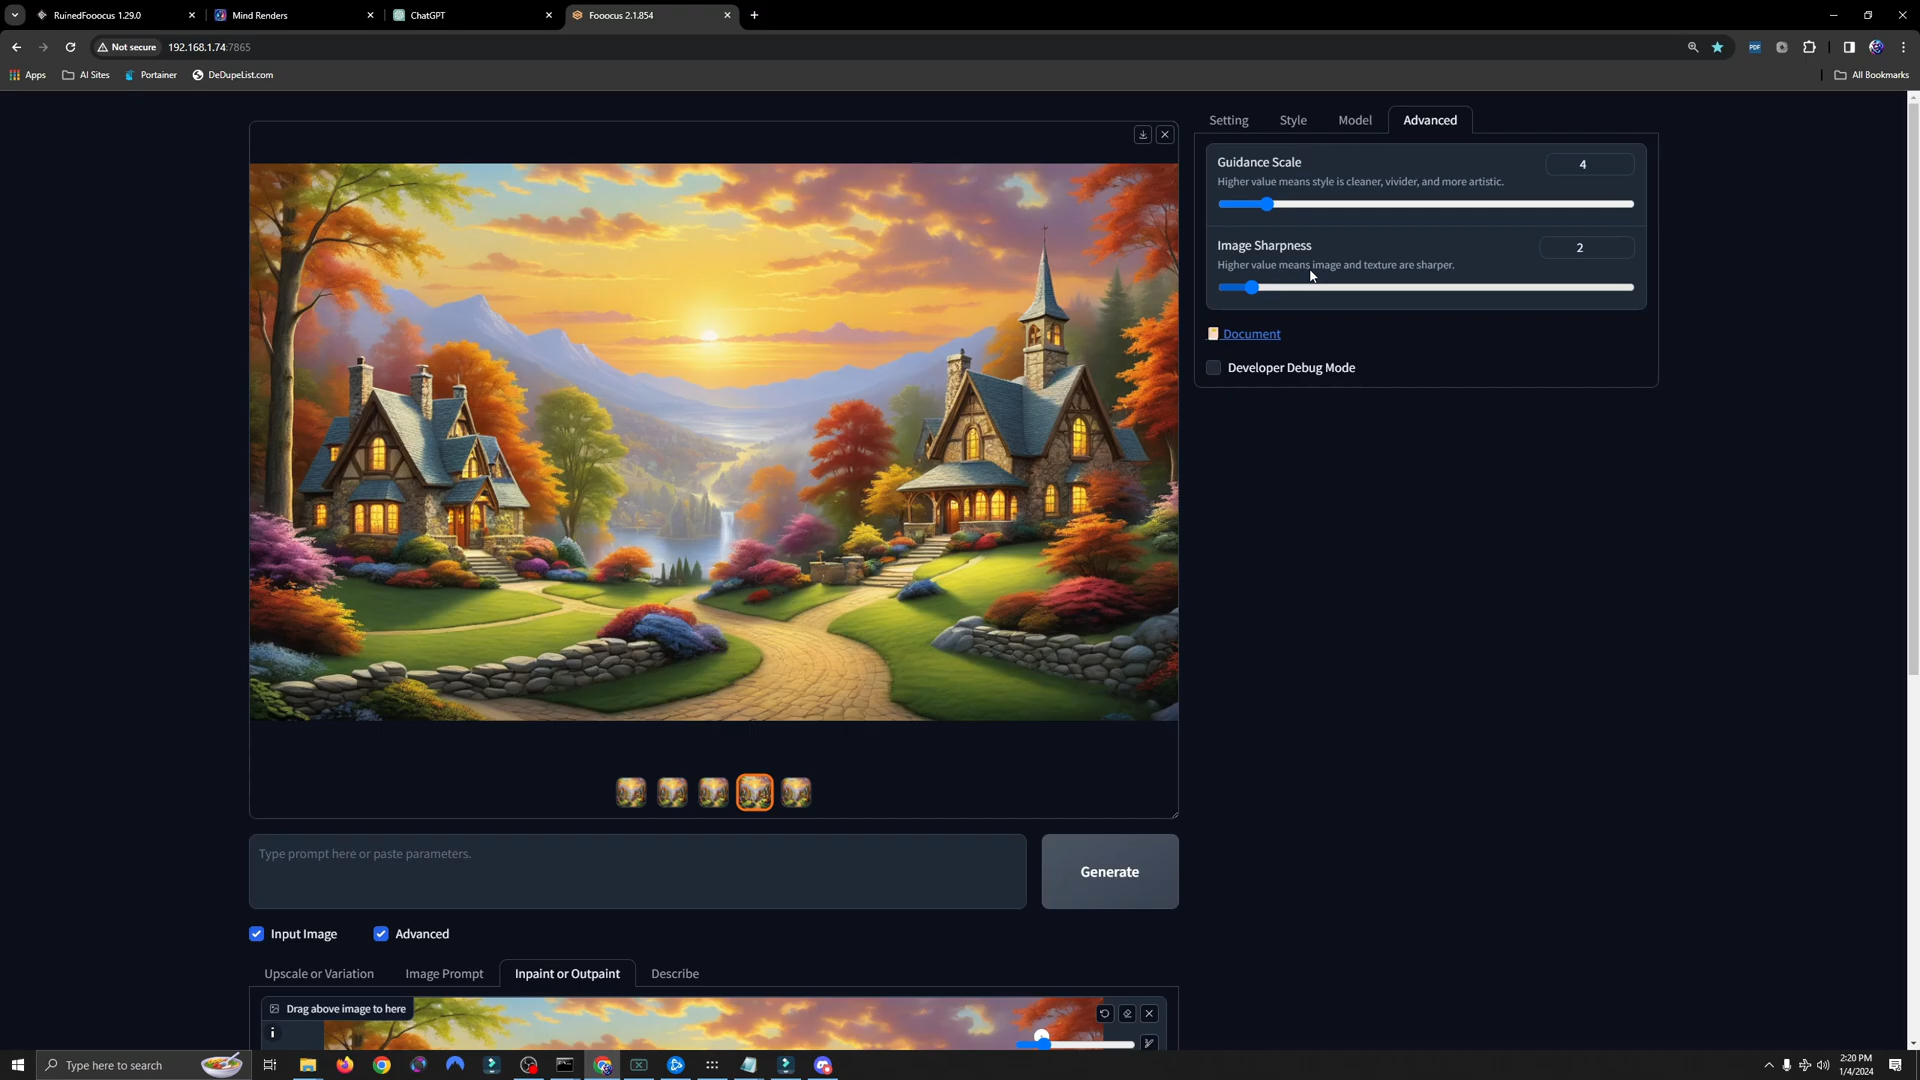 RuinedFooocus 1.29.0
Mind Renders
ChatGPT
Fooocus 2.1.854
Not secure
192.168.1.74:7865
PDF
Apps
AI Sites
Portainer
DeDupeList.com
All Bookmarks
Setting
Style
Model
Advanced
Guidance Scale
4
Higher value means style is cleaner, vivider, and more artistic.
Image Sharpness
2
Higher value means image and texture are sharper.
Document
Developer Debug Mode
Type prompt here or paste parameters.
Generate
Input Image
Advanced
Upscale or Variation
Image Prompt
Inpaint or Outpaint
Describe
Drag above image to here
i
Type here to search
2:20 PM
1/4/2024